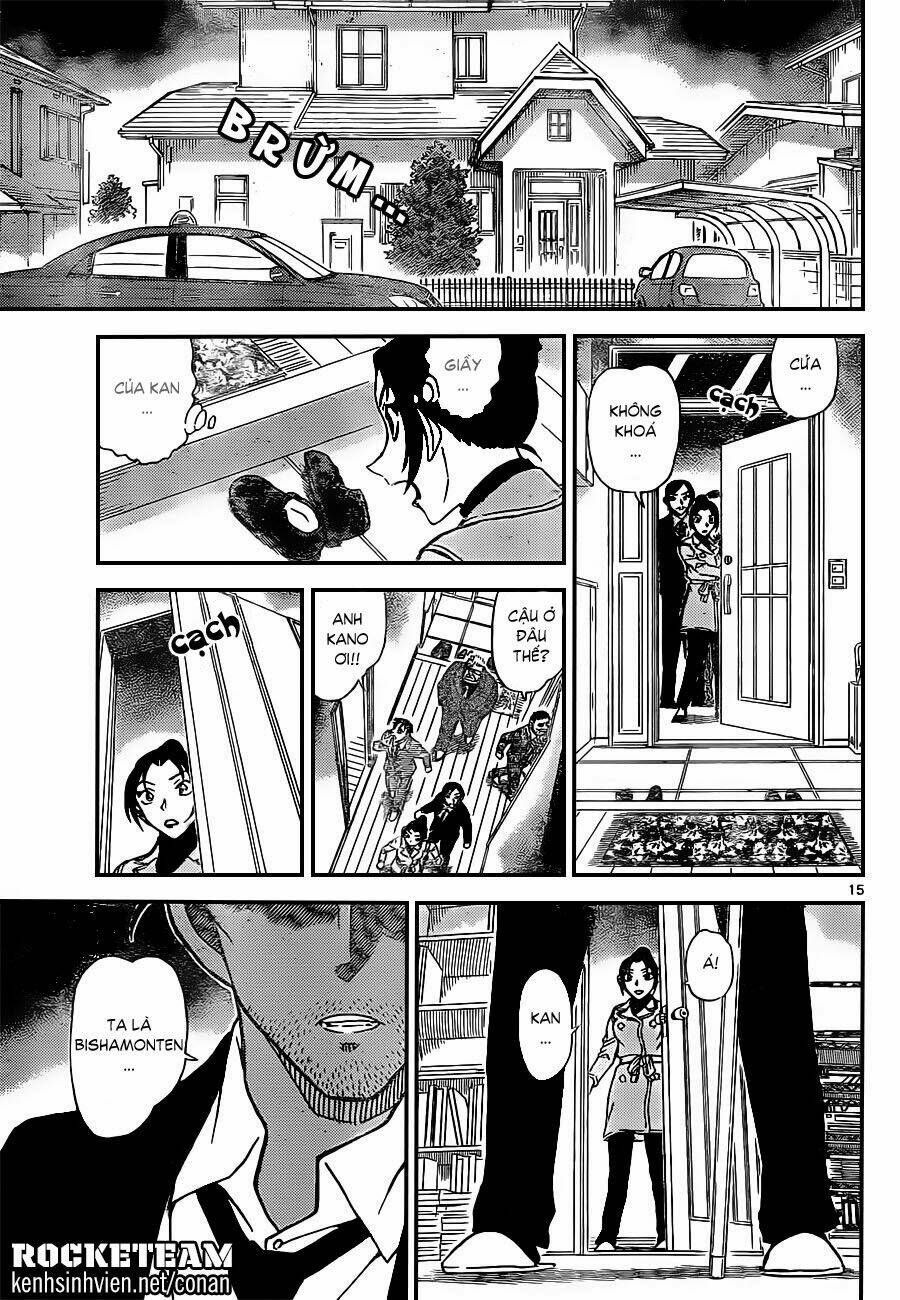 BRỪM...
CỬA
...
KHÔNG
KHOÁ
...
CẠCH
GIẦY
...
CỦA KAN
...
CẬU Ở
ĐÂU
THẾ?
ANH
KANO
ƠI!!
CẠCH
15
Á!
KAN
...
TA LÀ
BISHAMONTEN
...
ROCKETEAM
kenhsinhvien.net/conan